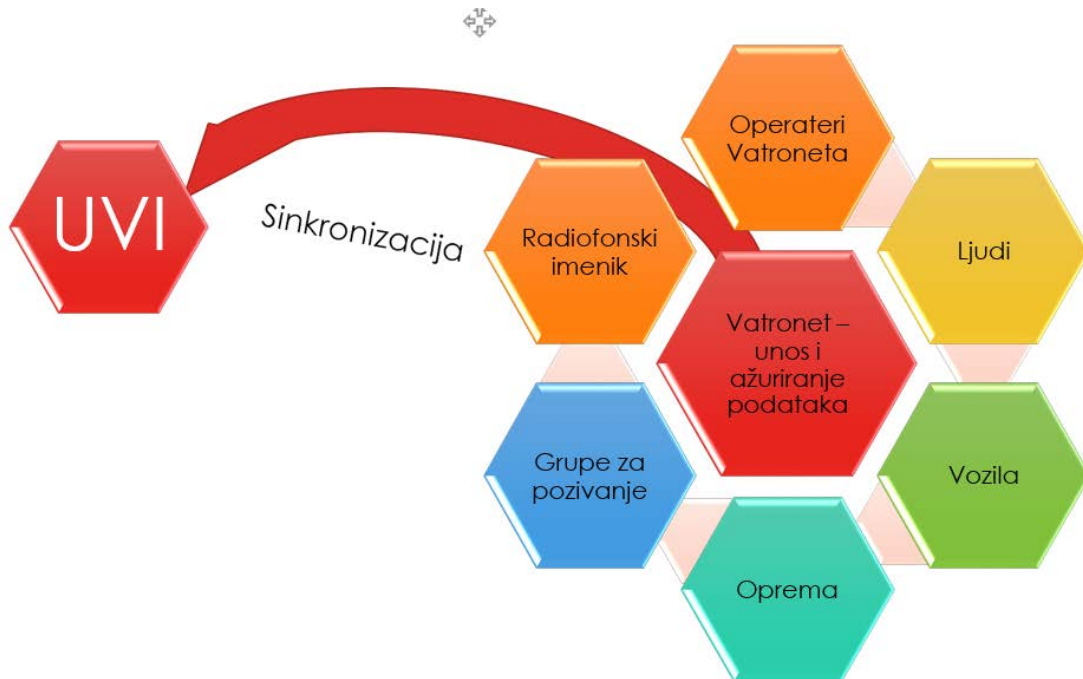 UVI
Sinkronizacija
Operateri
Vatroneta
Radiofonski
imenik
Ljudi
Vatronet –
unos i
ažuriranje
podataka
Grupe za
pozivanje
Vozila
Oprema